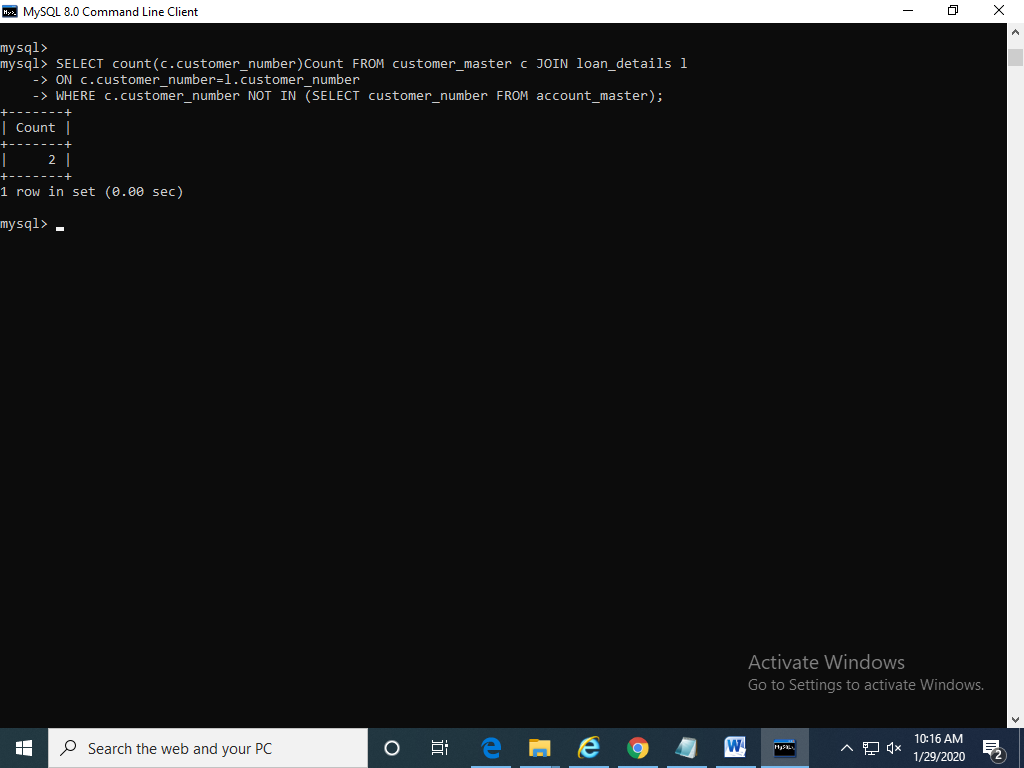 MySQL 8.0 Command Line Client
mysql>
mysql> SELECT count(c.customer_number)Count FROM customer_master c JOIN loan_details l
    -> ON c.customer_number=l.customer_number
    -> WHERE c.customer_number NOT IN (SELECT customer_number FROM account_master);
+-------+
| Count |
+-------+
|     2 |
+-------+
1 row in set (0.00 sec)
mysql>
Activate Windows
Go to Settings to activate Windows.
Search the web and your PC
10:16 AM
1/29/2020
2